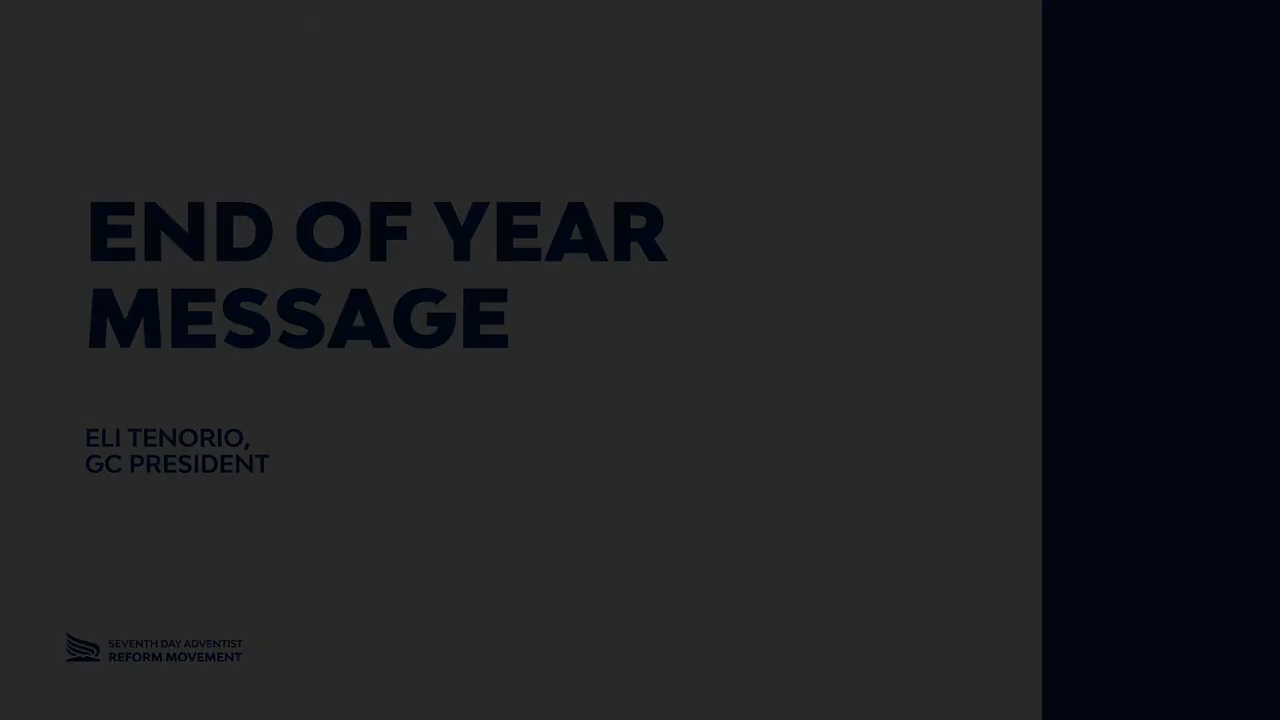 END OF YEAR
MESSAGE
ELI TENORIO,
GC PRESIDENT
SEVENTH DAY ADVENTIST
REFORM MOVEMENT